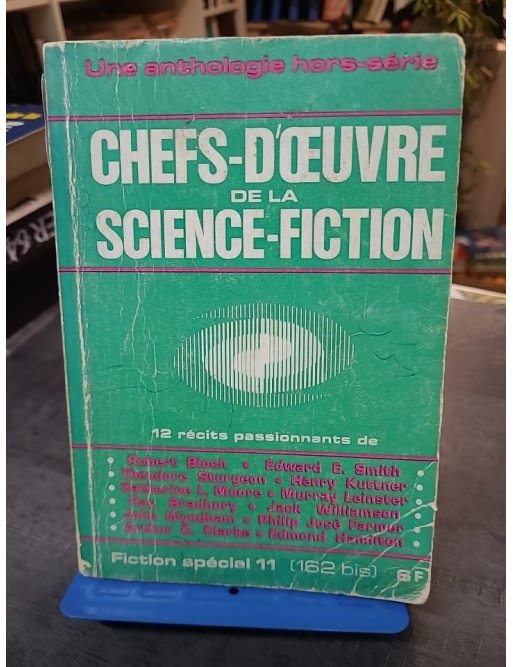 Une anthologie hors-série
CHEFS-D'ŒUVRE
DE LA
SCIENCE-FICTION
12 récits passionnants de
• Robert Bloch • Edward E. Smith •
• Theodore Sturgeon • Henry Kuttner •
• Catherine L. Moore • Murray Leinster •
• Ray Bradbury • Jack Williamson •
• John Wyndham • Philip José Farmer •
• Arthur C. Clarke • Edmond Hamilton •
Fiction spécial 11 (162 bis) 6 F
ER 64